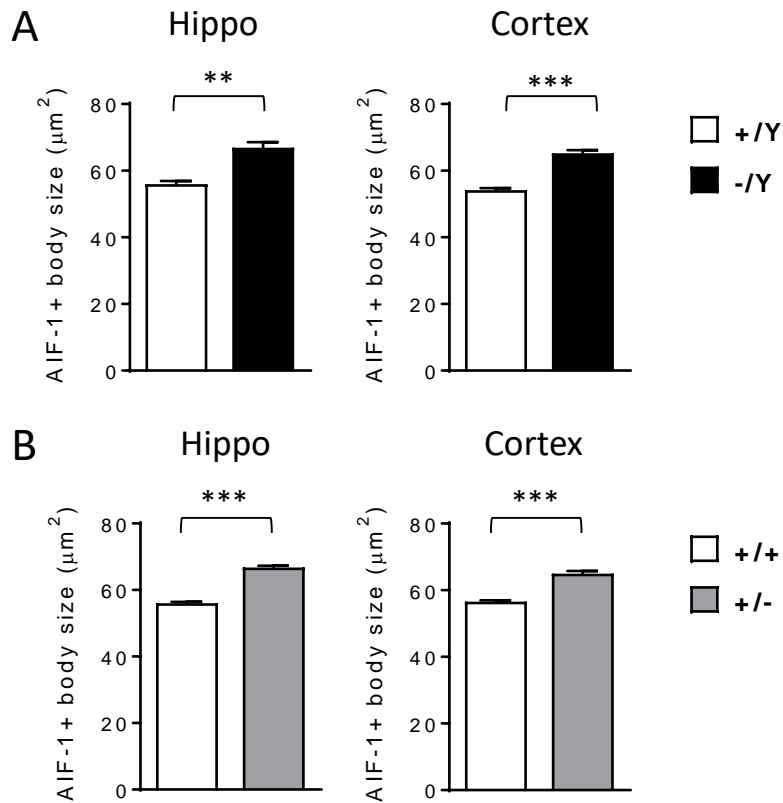 A
Hippo
Cortex
**
***
AIF-1+ body size (μm²)
80
60
40
20
0
AIF-1+ body size (μm²)
80
60
40
20
0
+/Y
-/Y
B
Hippo
Cortex
***
***
AIF-1+ body size (μm²)
80
60
40
20
0
AIF-1+ body size (μm²)
80
60
40
20
0
+/+
+/-